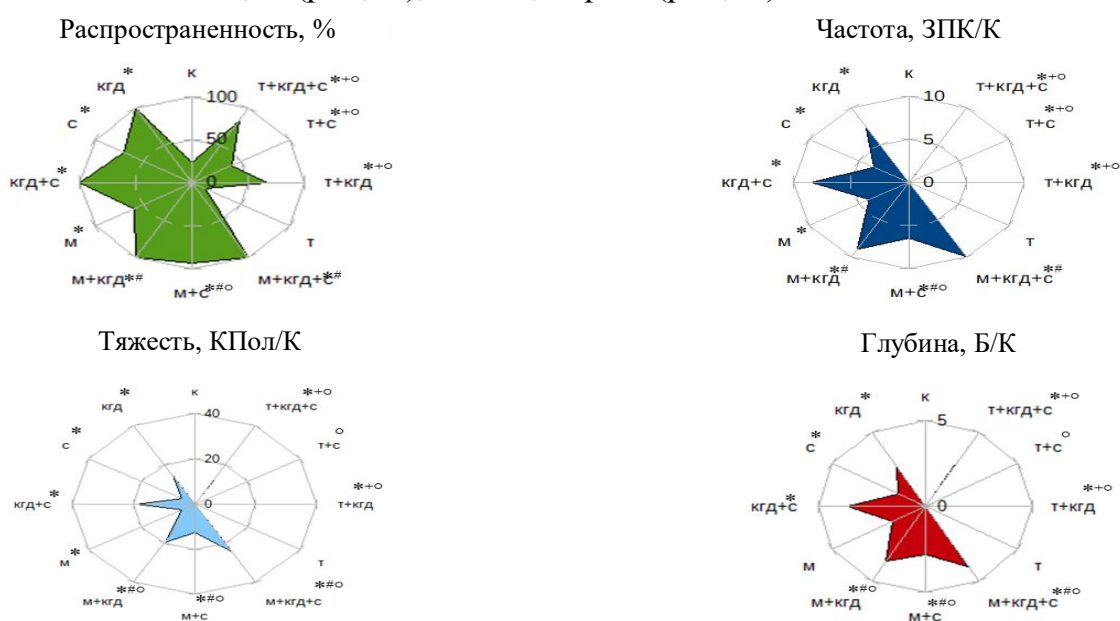 Распространенность, %
Частота, ЗПК/К
к
т+кгд+с*+○
т+с*+○
т+кгд*+○
т
м+кгд+с*#
м+с*#○
м+кгд*#
м*
кгд+с*
с*
кгд*
100
50
0
к
т+кгд+с*+○
т+с*+○
т+кгд*+○
т
м+кгд+с*#
м+с*#○
м+кгд*#
м*
кгд+с*
с*
кгд*
10
5
0
Тяжесть, КПол/К
Глубина, Б/К
к
т+кгд+с*+○
т+с○
т+кгд*+○
т
м+кгд+с*#○
м+с*#○
м+кгд*#○
м*
кгд+с*
с*
кгд*
40
20
0
к
т+кгд+с*+○
т+с○
т+кгд*+○
т
м+кгд+с*#○
м+с*#○
м+кгд*#○
м
кгд+с*
с*
кгд*
5
0